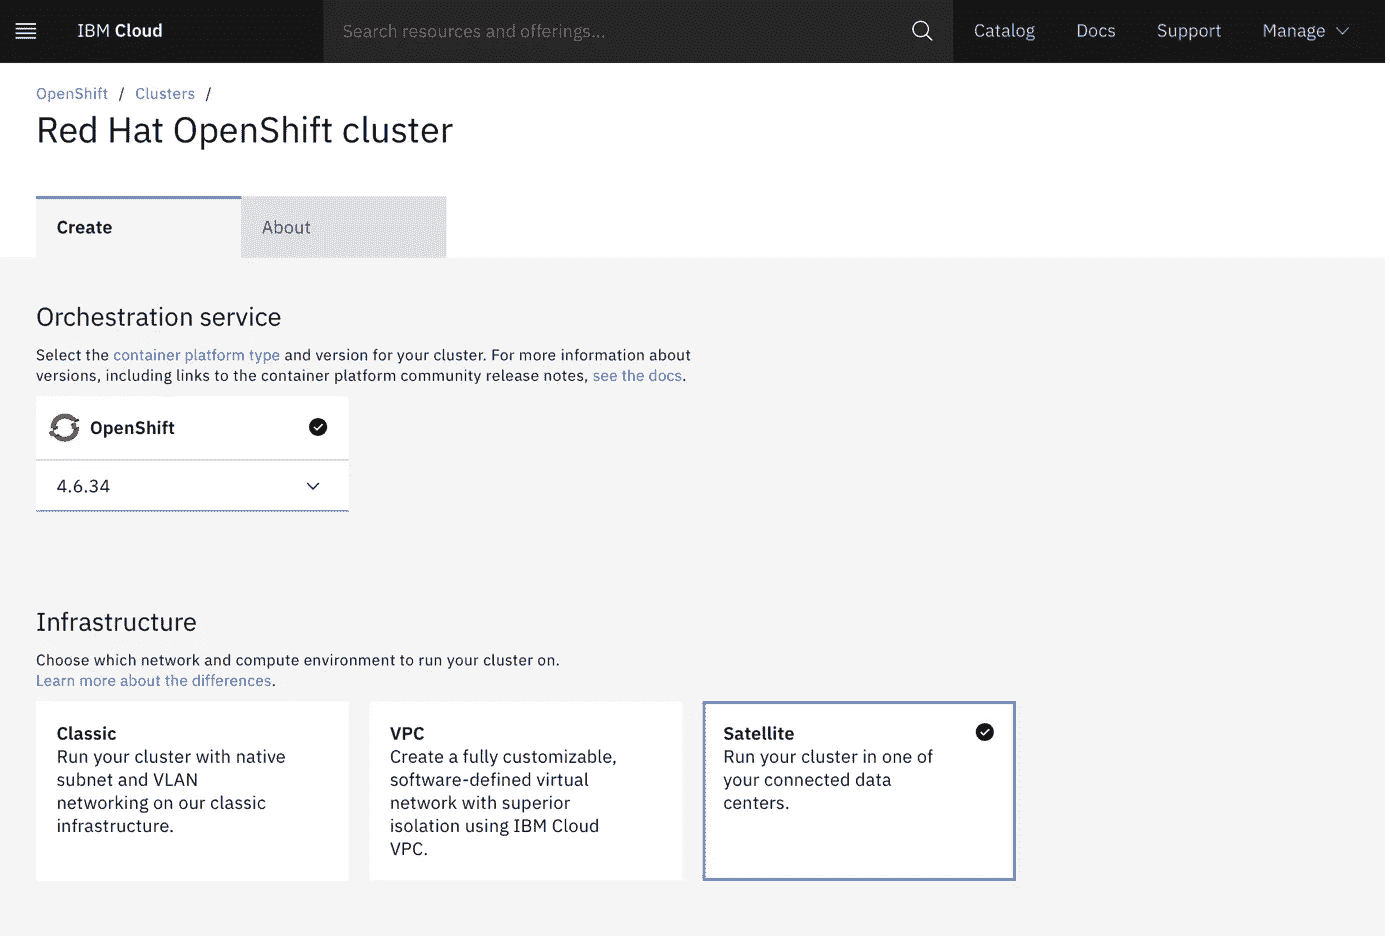 IBM Cloud
Search resources and offerings...
Catalog
Docs
Support
Manage
OpenShift / Clusters /
Red Hat OpenShift cluster
Create
About
Orchestration service
Select the container platform type and version for your cluster. For more information about
versions, including links to the container platform community release notes, see the docs.
OpenShift
4.6.34
Infrastructure
Choose which network and compute environment to run your cluster on.
Learn more about the differences.
Classic
Run your cluster with native
subnet and VLAN
networking on our classic
infrastructure.
VPC
Create a fully customizable,
software-defined virtual
network with superior
isolation using IBM Cloud
VPC.
Satellite
Run your cluster in one of
your connected data
centers.